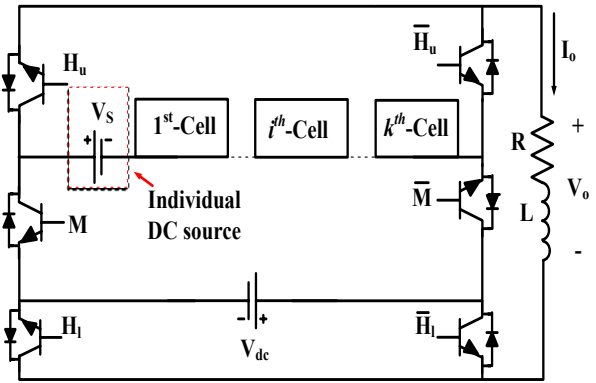 H̅u
Io
Hu
VS
+ -
1st-Cell
ith-Cell
kth-Cell
R
+
Vo
-
L
M
M̅
Individual
DC source
Hl
H̅l
- +
Vdc